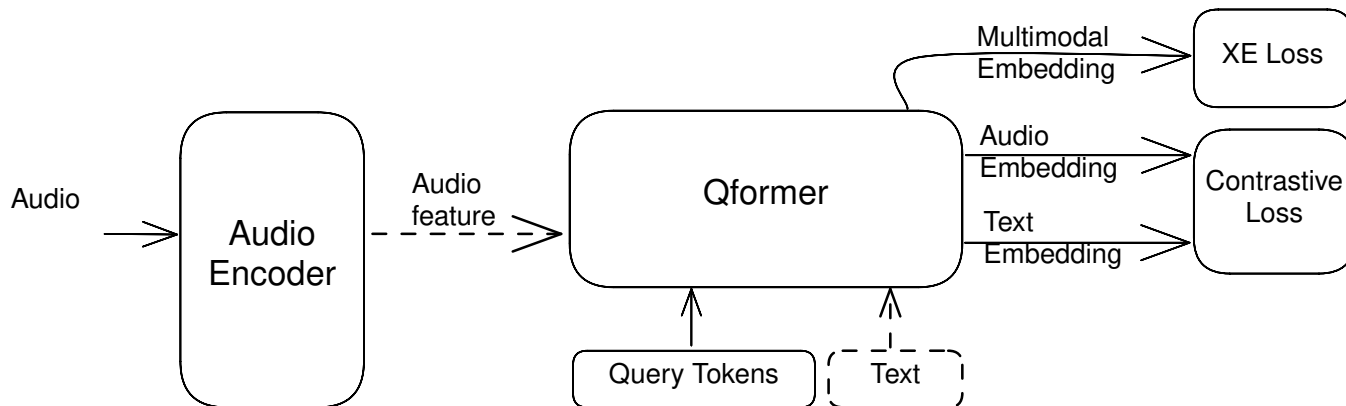 Audio
Audio
Encoder
Audio
feature
Qformer
Query Tokens
Text
Multimodal
Embedding
Audio
Embedding
Text
Embedding
XE Loss
Contrastive
Loss